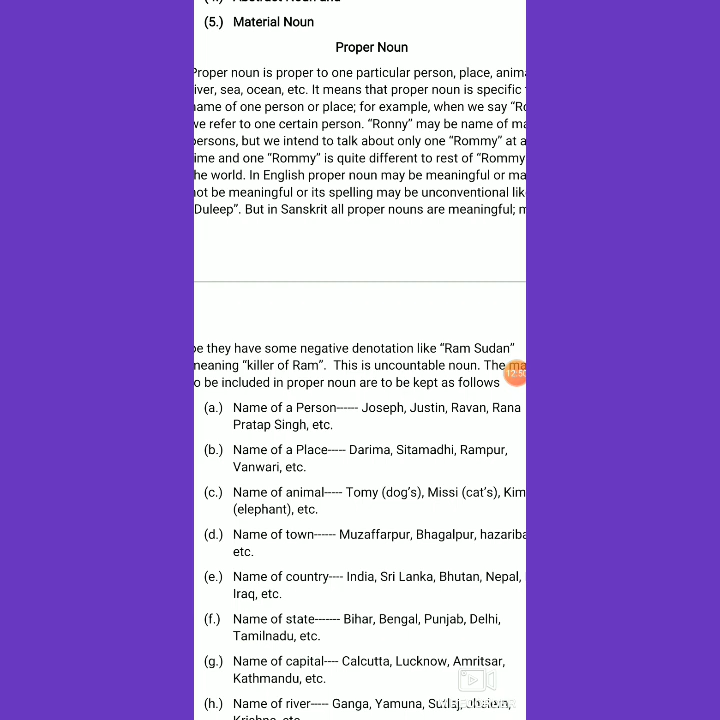 (5.) Material Noun
Proper Noun
Proper noun is proper to one particular person, place,
sea, ocean, etc. It means that proper noun is specific
name of one person or place; for example, when we say
we refer to one certain person. “Ronny” may be name of
persons, but we intend to talk about only one “Rommy” at
time and one “Rommy” is quite different to rest of “Rommy
the world. In English proper noun may be meaningful or
not be meaningful or its spelling may be unconventional
Duleep”. But in Sanskrit all proper nouns are meaningful;
be they have some negative denotation like “Ram Sudan”
meaning “killer of Ram”. This is uncountable noun. The
to be included in proper noun are to be kept as follows
12:50
(a.) Name of a Person------ Joseph, Justin, Ravan, Rana
Pratap Singh, etc.
(b.) Name of a Place----- Darima, Sitamadhi, Rampur,
Vanwari, etc.
(c.) Name of animal----- Tomy (dog’s), Missi (cat’s), Kim
(elephant), etc.
(d.) Name of town------ Muzaffarpur, Bhagalpur,
etc.
(e.) Name of country---- India, Sri Lanka, Bhutan, Nepal,
Iraq, etc.
(f.) Name of state------- Bihar, Bengal, Punjab, Delhi,
Tamilnadu, etc.
(g.) Name of capital---- Calcutta, Lucknow, Amritsar,
Kathmandu, etc.
(h.) Name of river----- Ganga, Yamuna,